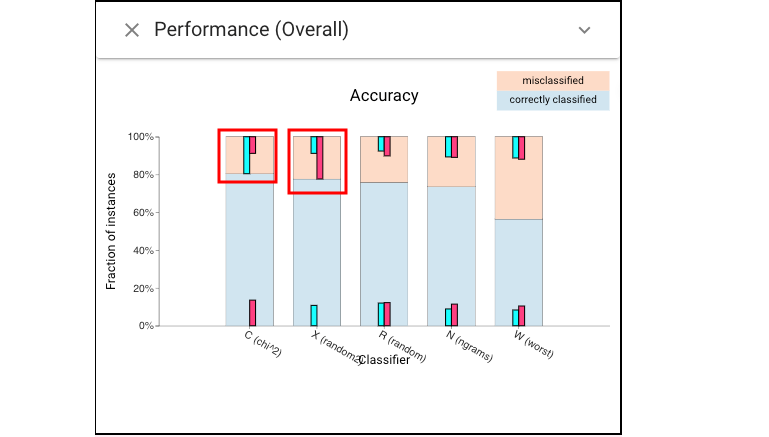 Performance (Overall)
misclassified
correctly classified
Accuracy
100%
80%
60%
40%
20%
0%
Fraction of instances
C (chi^2)
X (random2)
R (random)
N (ngrams)
W (worst)
Classifier